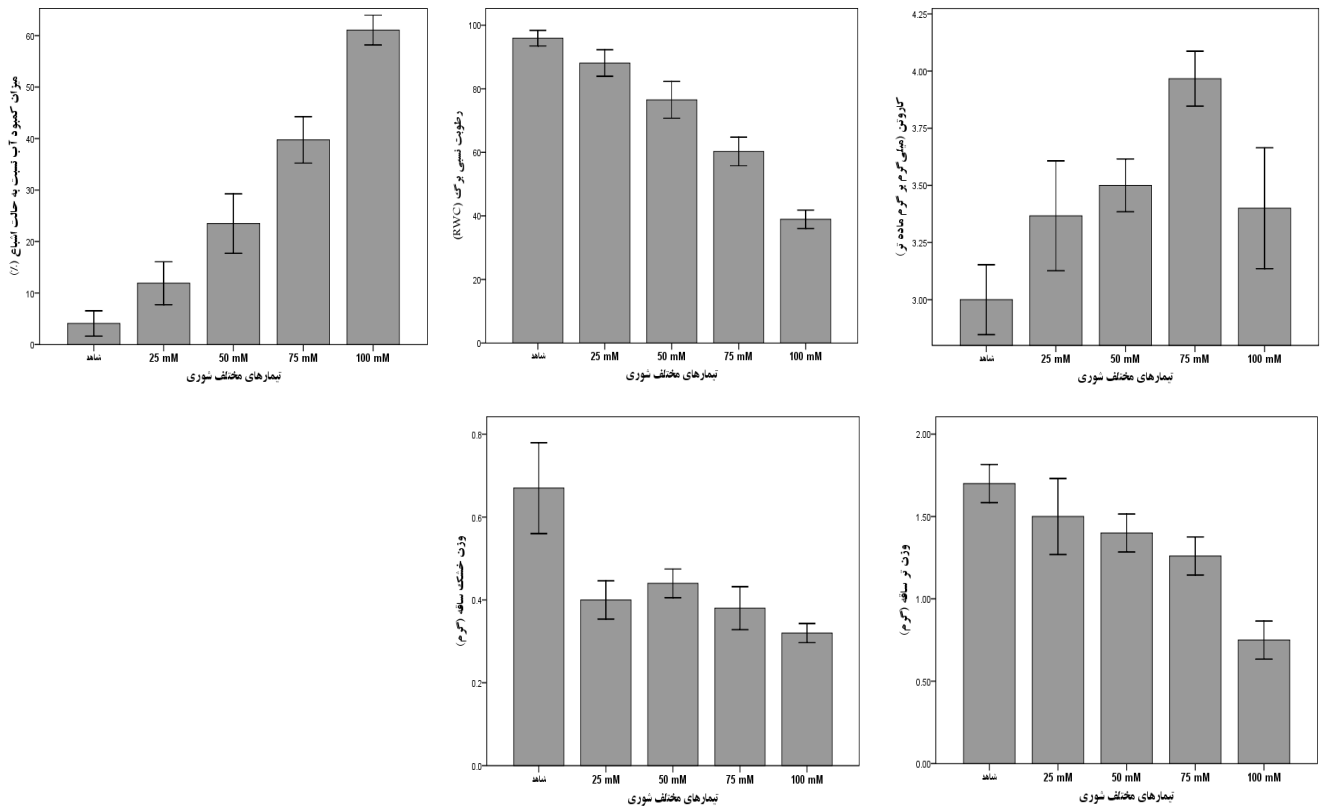 میزان کمبود آب نسبت به حالت اشباع (٪)
60
50
40
30
20
10
0
شاهد 25 mM 50 mM 75 mM 100 mM
تیمارهای مختلف شوری
رطوبت نسبی برگ (RWC)
100
80
60
40
20
0
شاهد 25 mM 50 mM 75 mM 100 mM
تیمارهای مختلف شوری
کاروتن (میلی گرم بر گرم ماده تر)
4.25
4.00
3.75
3.50
3.25
3.00
شاهد 25 mM 50 mM 75 mM 100 mM
تیمارهای مختلف شوری
وزن خشک ساقه (گرم)
0.8
0.6
0.4
0.2
0.0
شاهد 25 mM 50 mM 75 mM 100 mM
تیمارهای مختلف شوری
وزن تر ساقه (گرم)
2.00
1.50
1.00
0.50
0.00
شاهد 25 mM 50 mM 75 mM 100 mM
تیمارهای مختلف شوری